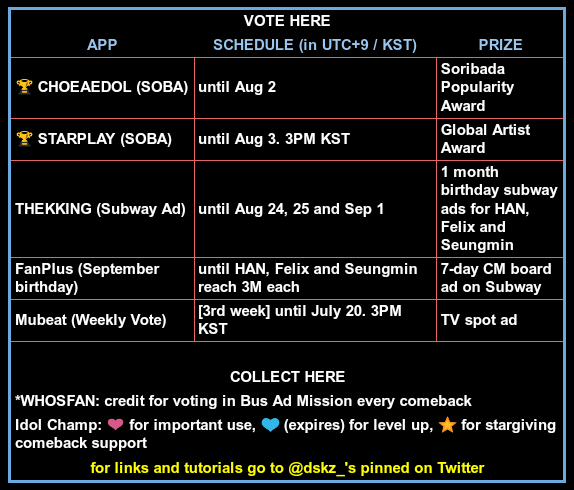 VOTE HERE
APP SCHEDULE (in UTC+9 / KST) PRIZE
🏆 CHOEAEDOL (SOBA) until Aug 2 Soribada
Popularity
Award
🏆 STARPLAY (SOBA) until Aug 3. 3PM KST Global Artist
Award
THEKKING (Subway Ad) until Aug 24, 25 and Sep 1 1 month
birthday subway
ads for HAN,
Felix and
Seungmin
FanPlus (September
birthday)
until HAN, Felix and Seungmin
reach 3M each
7-day CM board
ad on Subway
Mubeat (Weekly Vote)
[3rd week] until July 20. 3PM
KST
TV spot ad
COLLECT HERE
*WHOSFAN: credit for voting in Bus Ad Mission every comeback
Idol Champ: ❤ for important use, 💙 (expires) for level up, ⭐ for stargiving
comeback support
for links and tutorials go to @dskz_'s pinned on Twitter